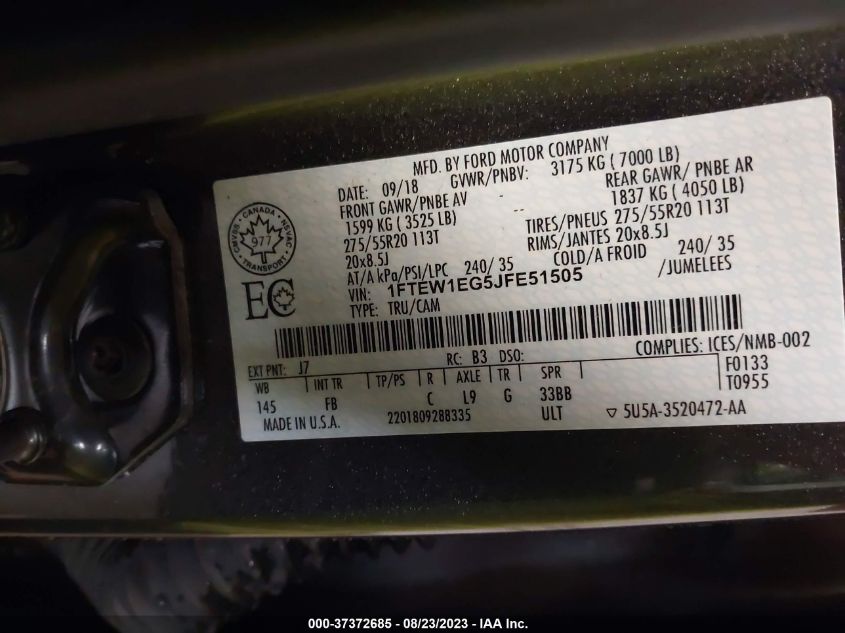 MFD. BY FORD MOTOR COMPANY
DATE: 09/18 GVWR/PNBV: 3175 KG ( 7000 LB)
FRONT GAWR/PNBE AV REAR GAWR/ PNBE AR
1599 KG ( 3525 LB) 1837 KG ( 4050 LB)
275/55R20 113T TIRES/PNEUS 275/55R20 113T
20x8.5J RIMS/JANTES 20x8.5J
AT/A kPa/PSI/LPC 240/ 35 COLD/A FROID 240/ 35
VIN: 1FTEW1EG5JFE51505 /JUMELEES
TYPE: TRU/CAM
CANADA
CMVSS NSVAC
977
TRANSPORT
EC
COMPLIES: ICES/NMB-002
EXT PNT: J7 RC: B3 DSO: F0133
WB INT TR TP/PS R AXLE TR SPR T0955
145 FB C L9 G 33BB
MADE IN U.S.A. 2201809288335 ULT ▽ 5U5A-3520472-AA
000-37372685 - 08/23/2023 - IAA Inc.